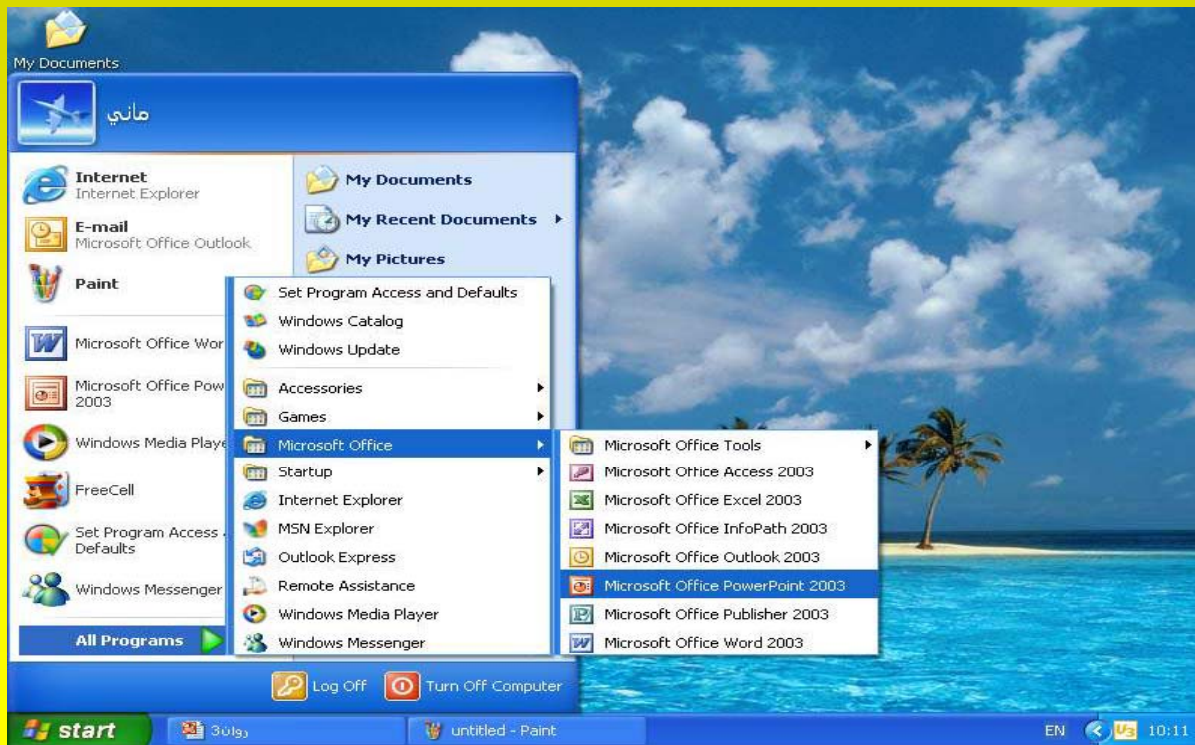 My Documents
ماني
Internet
Internet Explorer
E-mail
Microsoft Office Outlook
Paint
Microsoft Office Wor
Microsoft Office Pow
2003
Windows Media Playe
FreeCell
Set Program Access
Defaults
Windows Messenger
All Programs
My Documents
My Recent Documents
My Pictures
Set Program Access and Defaults
Windows Catalog
Windows Update
Accessories
Games
Microsoft Office
Startup
Internet Explorer
MSN Explorer
Outlook Express
Remote Assistance
Windows Media Player
Windows Messenger
Microsoft Office Tools
Microsoft Office Access 2003
Microsoft Office Excel 2003
Microsoft Office InfoPath 2003
Microsoft Office Outlook 2003
Microsoft Office PowerPoint 2003
Microsoft Office Publisher 2003
Microsoft Office Word 2003
Log Off
Turn Off Computer
start
روان3
untitled - Paint
EN
U3
10:11